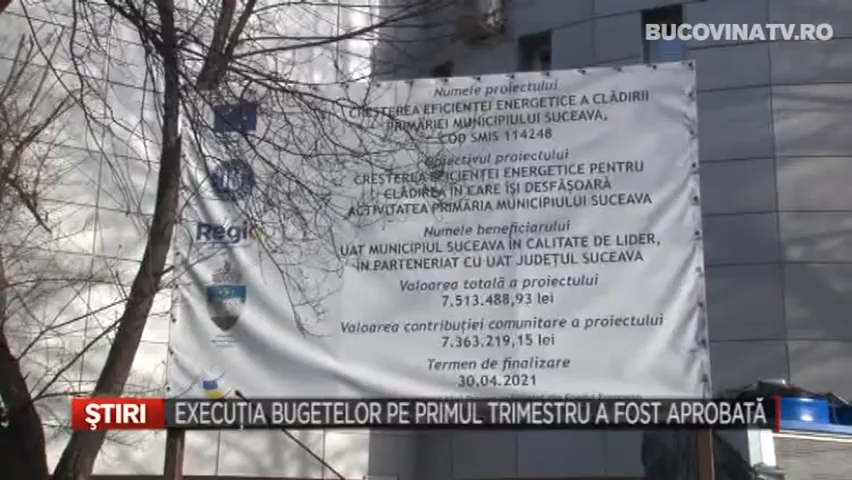 BUCOVINATV.RO
Numele proiectului
CREȘTEREA EFICIENȚEI ENERGETICE A CLĂDIRII
PRIMĂRIEI MUNICIPIULUI SUCEAVA,
COD SMIS 114248
Obiectivul proiectului
CREȘTEREA EFICIENȚEI ENERGETICE PENTRU
CLĂDIREA ÎN CARE ÎȘI DESFĂȘOARĂ
ACTIVITATEA PRIMĂRIA MUNICIPIULUI SUCEAVA
Regio
Numele beneficiarului
UAT MUNICIPIUL SUCEAVA ÎN CALITATE DE LIDER,
ÎN PARTENERIAT CU UAT JUDEȚUL SUCEAVA
Valoarea totală a proiectului
7.513.488,93 lei
Valoarea contribuției comunitare a proiectului
7.363.219,15 lei
Termen de finalizare
30.04.2021
ŞTIRI
EXECUȚIA BUGETELOR PE PRIMUL TRIMESTRU A FOST APROBATĂ